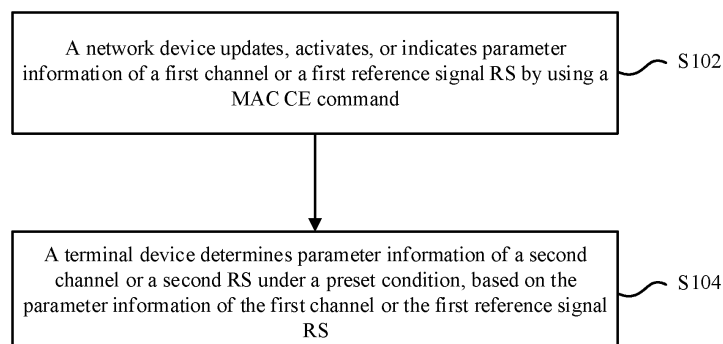 A network device updates, activates, or indicates parameter
information of a first channel or a first reference signal RS by using a
MAC CE command
S102
A terminal device determines parameter information of a second
channel or a second RS under a preset condition, based on the
parameter information of the first channel or the first reference signal
RS
S104